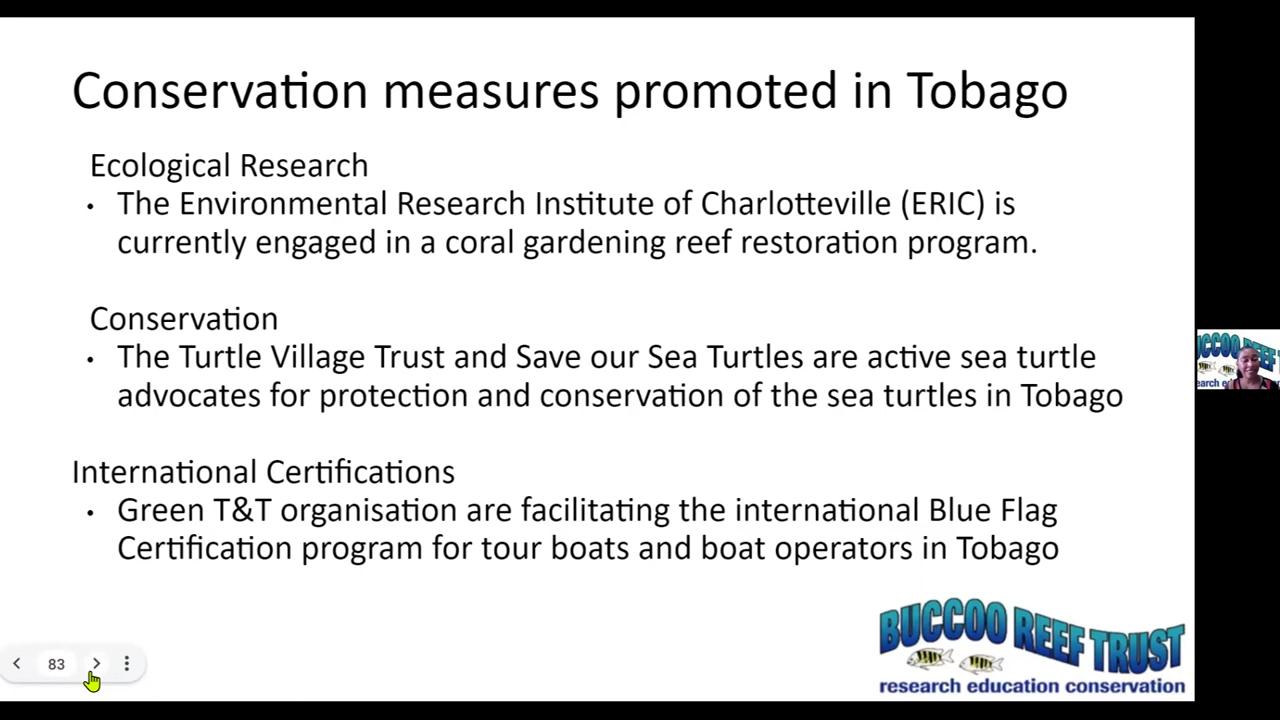 Conservation measures promoted in Tobago
Ecological Research
• The Environmental Research Institute of Charlotteville (ERIC) is
currently engaged in a coral gardening reef restoration program.
Conservation
• The Turtle Village Trust and Save our Sea Turtles are active sea turtle
advocates for protection and conservation of the sea turtles in Tobago
International Certifications
• Green T&T organisation are facilitating the international Blue Flag
Certification program for tour boats and boat operators in Tobago
BUCCOO REEF TRUST
research education conservation
83